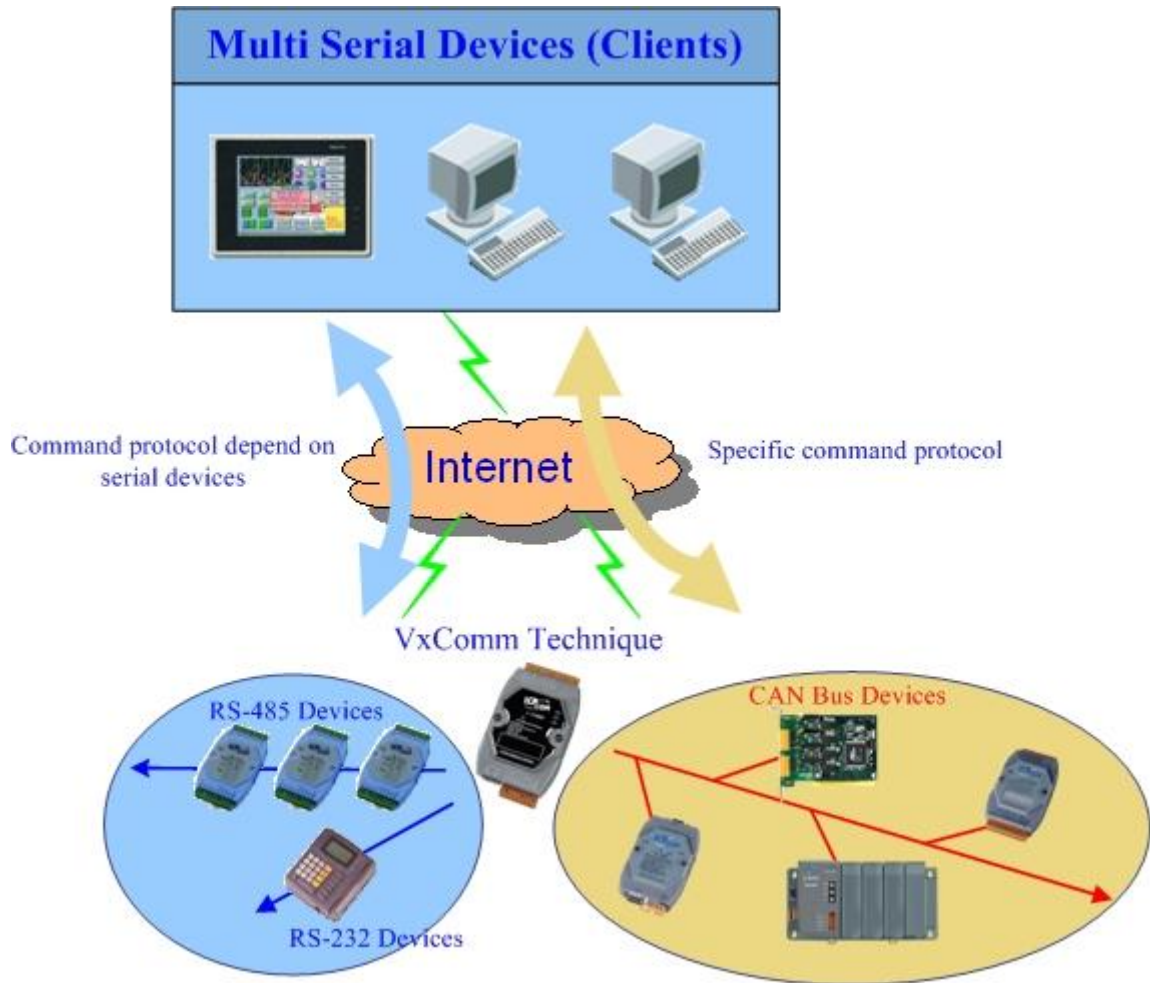 Multi Serial Devices (Clients)
Command protocol depend on
serial devices
Internet
Specific command protocol
VxComm Technique
RS-485 Devices
CAN Bus Devices
RS-232 Devices